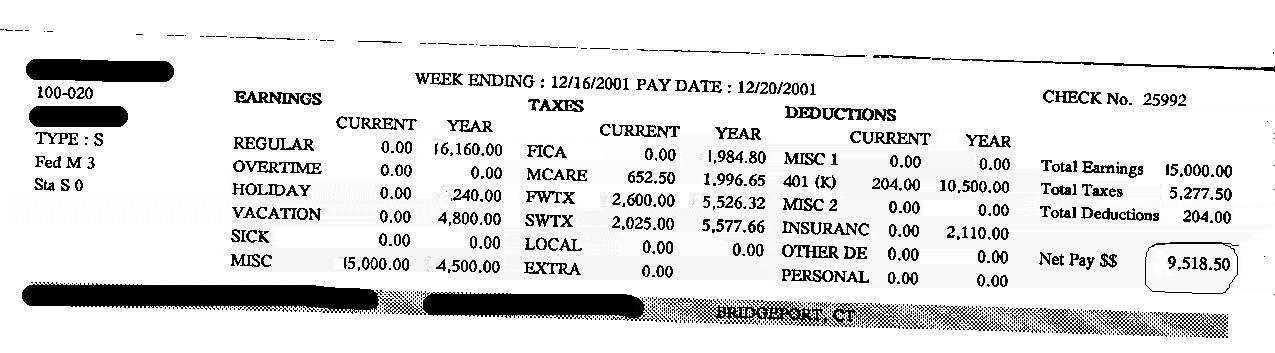 WEEK ENDING : 12/16/2001 PAY DATE : 12/20/2001
100-020 EARNINGS TAXES DEDUCTIONS CHECK No. 25992
CURRENT YEAR CURRENT YEAR CURRENT YEAR
TYPE : S REGULAR 0.00 16,160.00 FICA 0.00 1,984.80 MISC 1 0.00 0.00 Total Earnings 15,000.00
Fed M 3 OVERTIME 0.00 0.00 MCARE 652.50 1,996.65 401 (K) 204.00 10,500.00 Total Taxes 5,277.50
Sta S 0 HOLIDAY 0.00 240.00 FWTX 2,600.00 5,526.32 MISC 2 0.00 0.00 Total Deductions 204.00
VACATION 0.00 4,800.00 SWTX 2,025.00 5,577.66 INSURANC 0.00 2,110.00
SICK 0.00 0.00 LOCAL 0.00 0.00 OTHER DE 0.00 0.00 Net Pay $$ 9,518.50
MISC 15,000.00 4,500.00 EXTRA 0.00 PERSONAL 0.00 0.00
BRIDGEPORT, CT